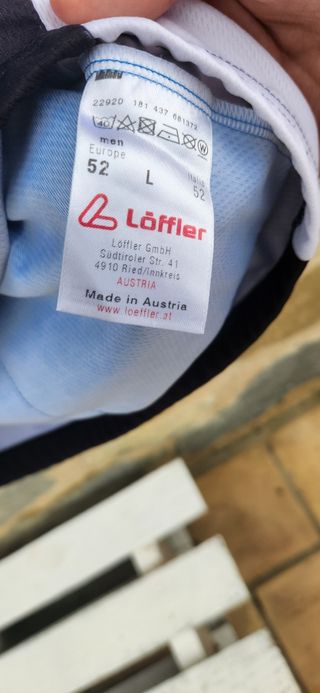 22920 181 437 681372
40 W
men
Europe Italia
52 L 52
Löffler
Löffler GmbH
Südtiroler Str. 41
4910 Ried/Innkreis
AUSTRIA
Made in Austria
www.loeffler.at